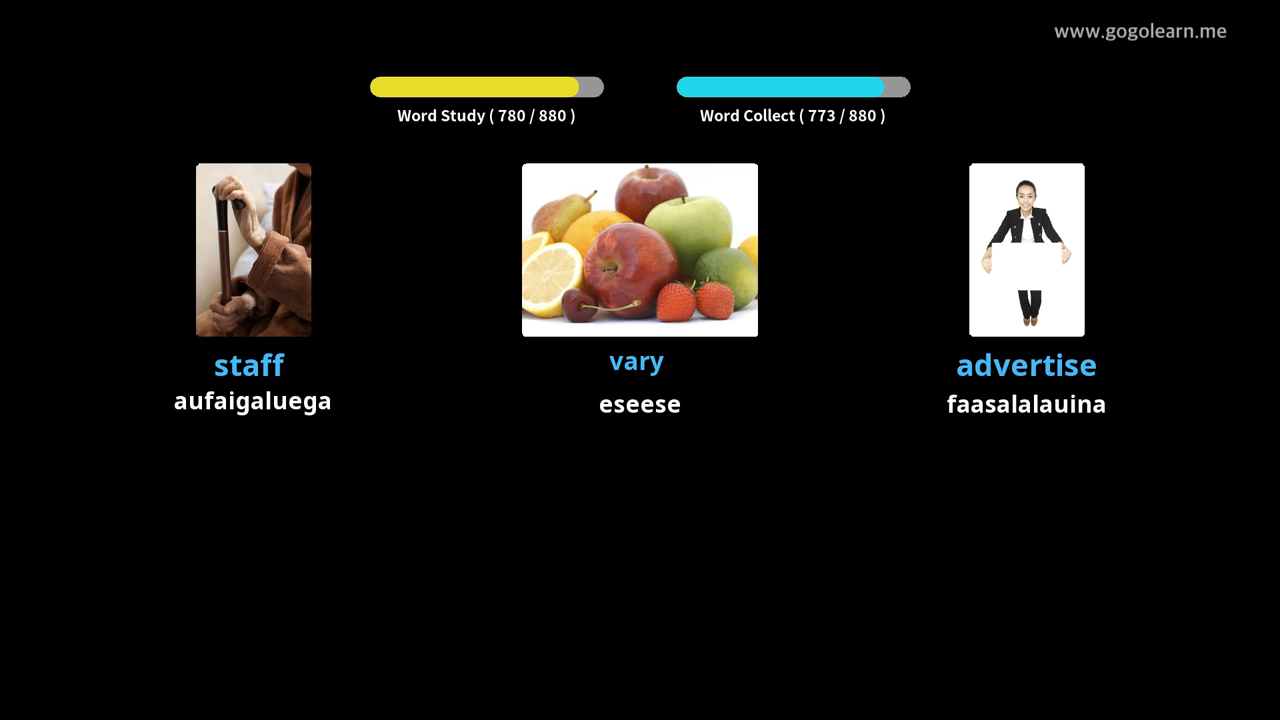 www.gogolearn.me
Word Study ( 780 / 880 )
Word Collect ( 773 / 880 )
staff
aufaigaluega
vary
eseese
advertise
faasalalauina